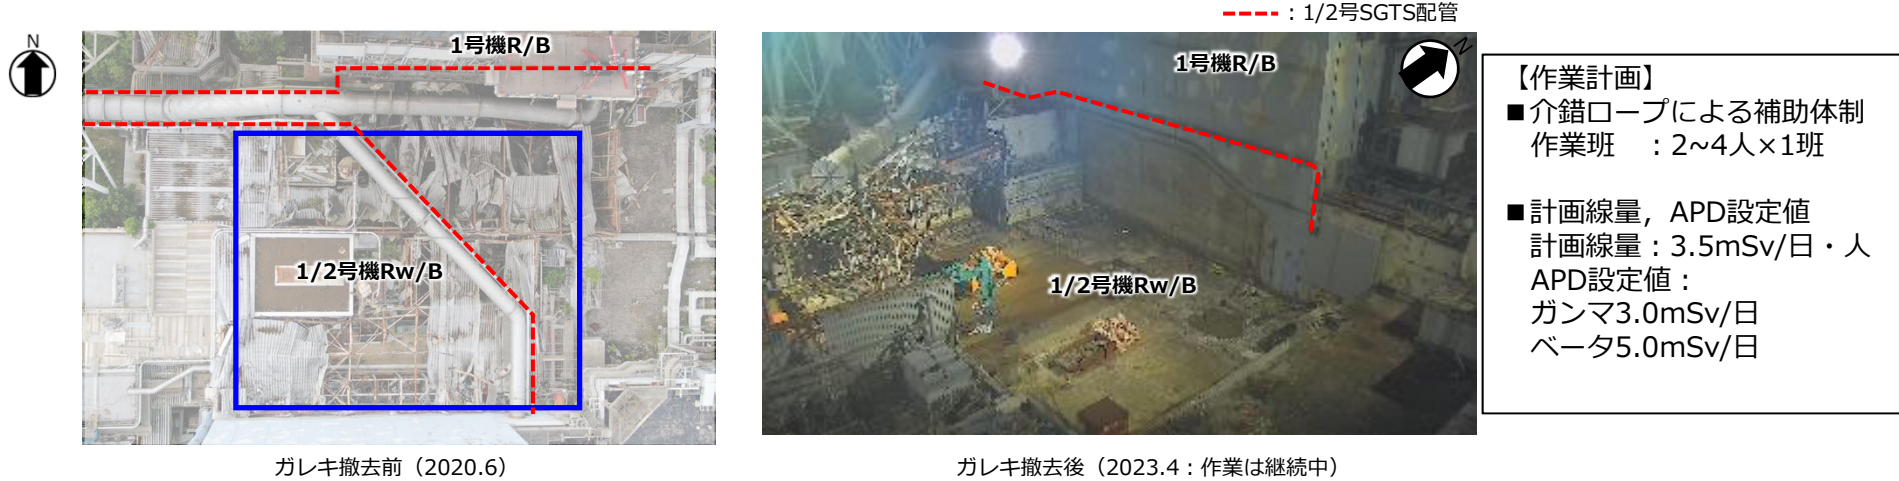 ：1/2号SGTS配管
N
1号機R/B
1/2号機Rw/B
ガレキ撤去前（2020.6）
N
1号機R/B
1/2号機Rw/B
ガレキ撤去後（2023.4：作業は継続中）
【作業計画】
■介錯ロープによる補助体制
作業班　：2~4人×1班
■計画線量，APD設定値
計画線量：3.5mSv/日・人
APD設定値：
ガンマ3.0mSv/日
ベータ5.0mSv/日